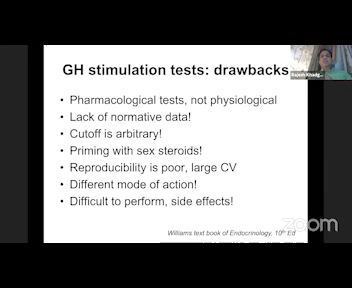 Rajesh Khadg...
GH stimulation tests: drawbacks
• Pharmacological tests, not physiological
• Lack of normative data!
• Cutoff is arbitrary!
• Priming with sex steroids!
• Reproducibility is poor, large CV
• Different mode of action!
• Difficult to perform, side effects!
zoom
Williams text book of Endocrinology, 10th Ed